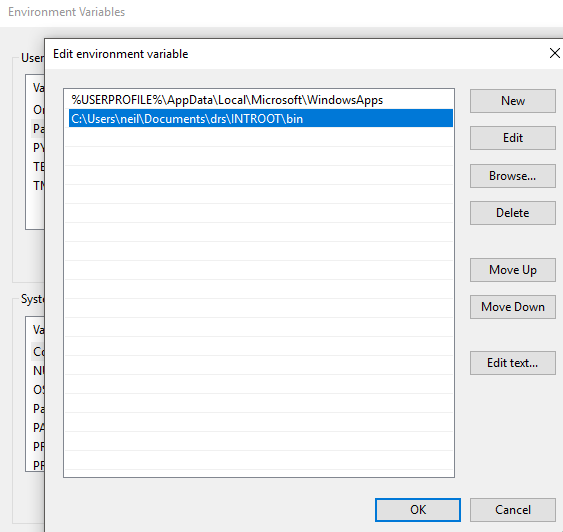 Environment Variables
Edit environment variable
%USERPROFILE%\AppData\Local\Microsoft\WindowsApps
C:\Users\neil\Documents\drs\INTROOT\bin
New
Edit
Browse...
Delete
Move Up
Move Down
Edit text...
OK
Cancel
User
Va
On
Pa
PY
TE
TM
Syste
Va
Co
NU
OS
Pa
PA
PR
PR